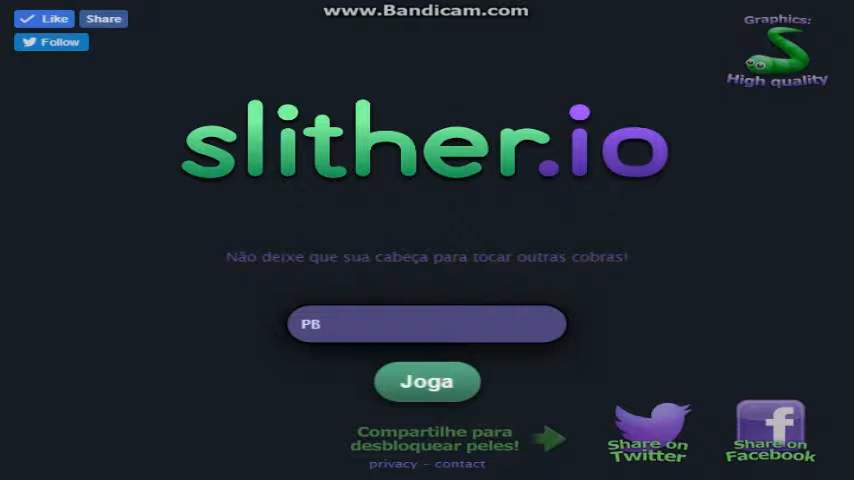 www.Bandicam.com
Like Share
Follow
Graphics:
High quality
slither.io
Não deixe que sua cabeça para tocar outras cobras!
PB
Joga
Compartilhe para
desbloquear peles!
Share on
Twitter
Share on
Facebook
privacy - contact